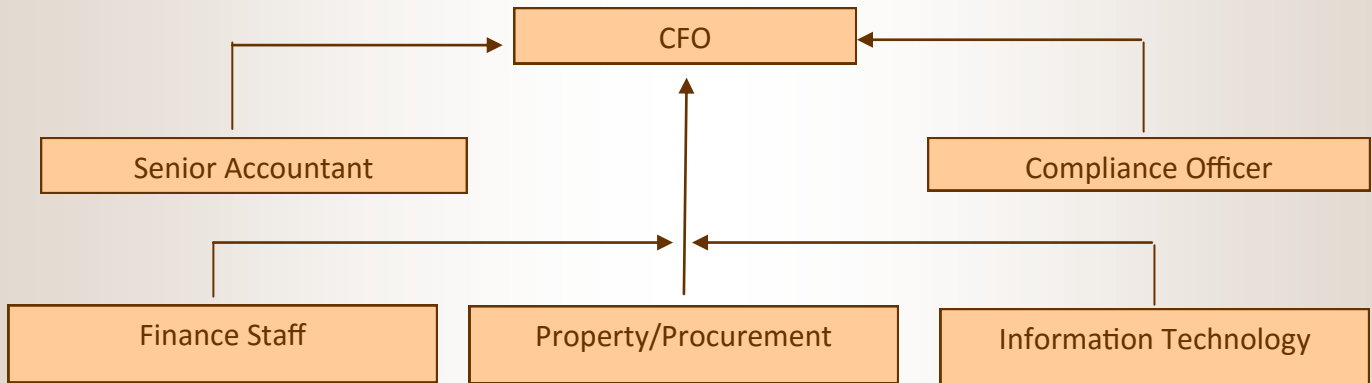 CFO
Senior Accountant
Compliance Officer
Finance Staff
Property/Procurement
Information Technology